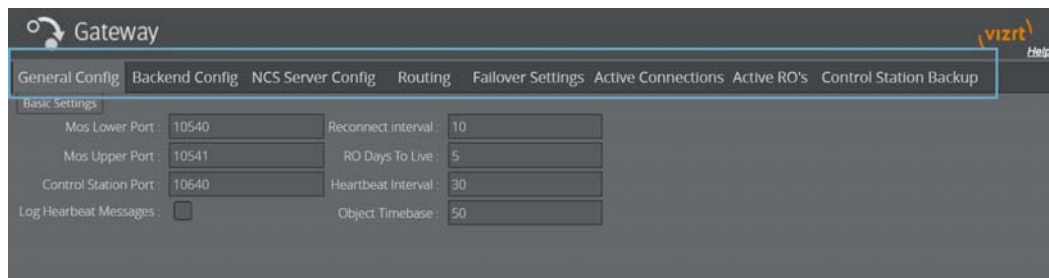 Gateway
vizrt
Help
General Config Backend Config NCS Server Config Routing Failover Settings Active Connections Active RO's Control Station Backup
Basic Settings
Mos Lower Port : 10540 Reconnect interval : 10
Mos Upper Port : 10541 RO Days To Live : 5
Control Station Port : 10640 Heartbeat Interval : 30
Log Hearbeat Messages : Object Timebase : 50